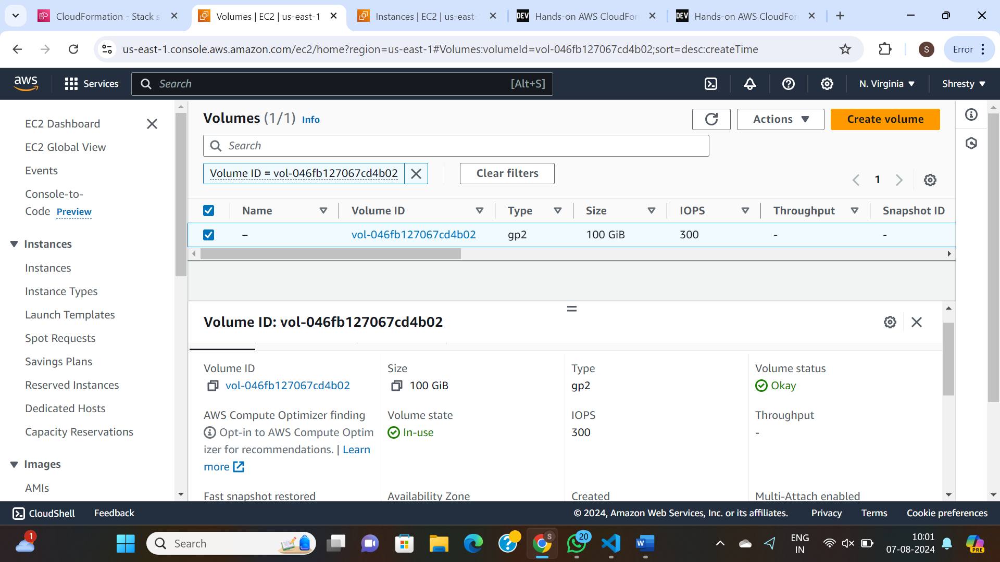 CloudFormation - Stack s
Volumes | EC2 | us-east-1
Instances | EC2 | us-east-
DEV
Hands-on AWS CloudFor
DEV
Hands-on AWS CloudFor
us-east-1.console.aws.amazon.com/ec2/home?region=us-east-1#Volumes:volumeId=vol-046fb127067cd4b02;sort=desc:createTime
S
Error
aws
Services
Search
[Alt+S]
N. Virginia
Shresty
EC2 Dashboard
EC2 Global View
Events
Console-to-
Code Preview
Instances
Instances
Instance Types
Launch Templates
Spot Requests
Savings Plans
Reserved Instances
Dedicated Hosts
Capacity Reservations
Images
AMIs
Volumes (1/1) Info
Actions
Create volume
Search
Volume ID = vol-046fb127067cd4b02
Clear filters
1
Name Volume ID Type Size IOPS Throughput Snapshot ID
– vol-046fb127067cd4b02 gp2 100 GiB 300 - -
Volume ID: vol-046fb127067cd4b02
Volume ID
vol-046fb127067cd4b02
Size
100 GiB
Type
gp2
Volume status
Okay
AWS Compute Optimizer finding
Opt-in to AWS Compute Optim
izer for recommendations. | Learn
more
Volume state
In-use
IOPS
300
Throughput
-
Fast snapshot restored
Availability Zone
Created
Multi-Attach enabled
CloudShell
Feedback
© 2024, Amazon Web Services, Inc. or its affiliates.
Privacy
Terms
Cookie preferences
1
Search
S
20
W
ENG
IN
10:01
07-08-2024
PRE